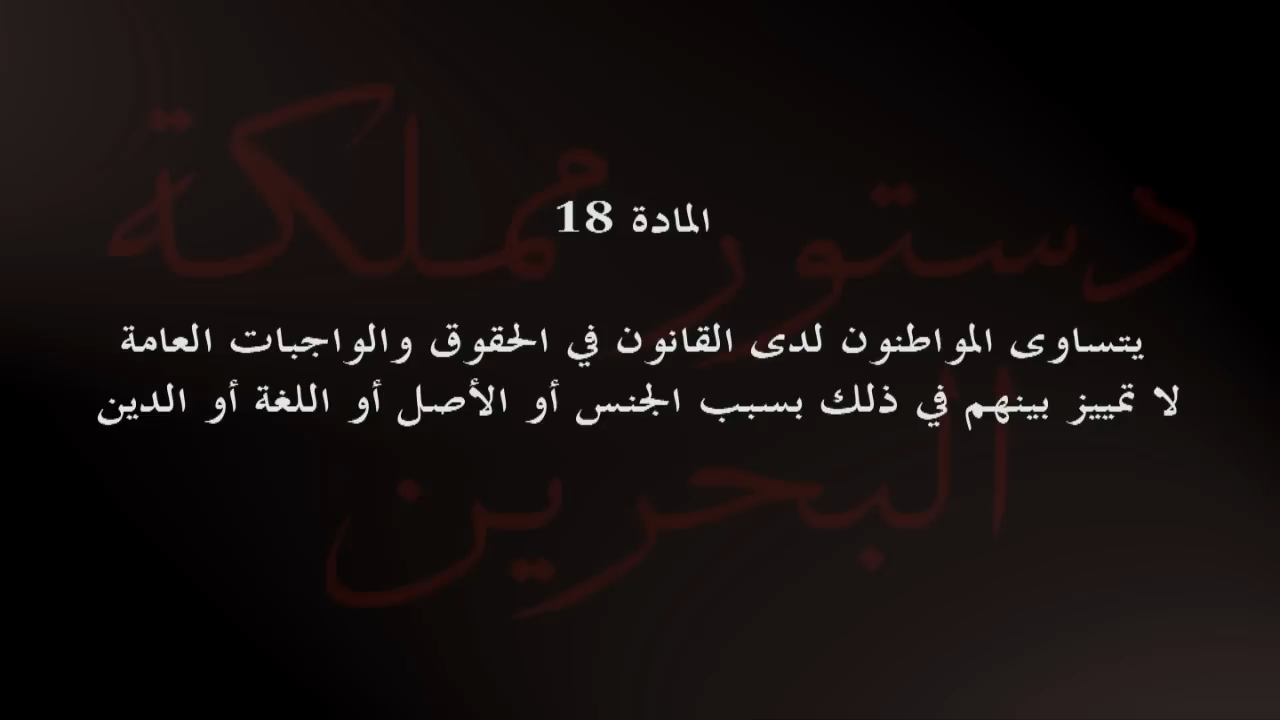 دستور مملكة
المادة 18
يتساوى المواطنون لدى القانون في الحقوق والواجبات العامة
لا تمييز بينهم في ذلك بسبب الجنس أو الأصل أو اللغة أو الدين
البحرين